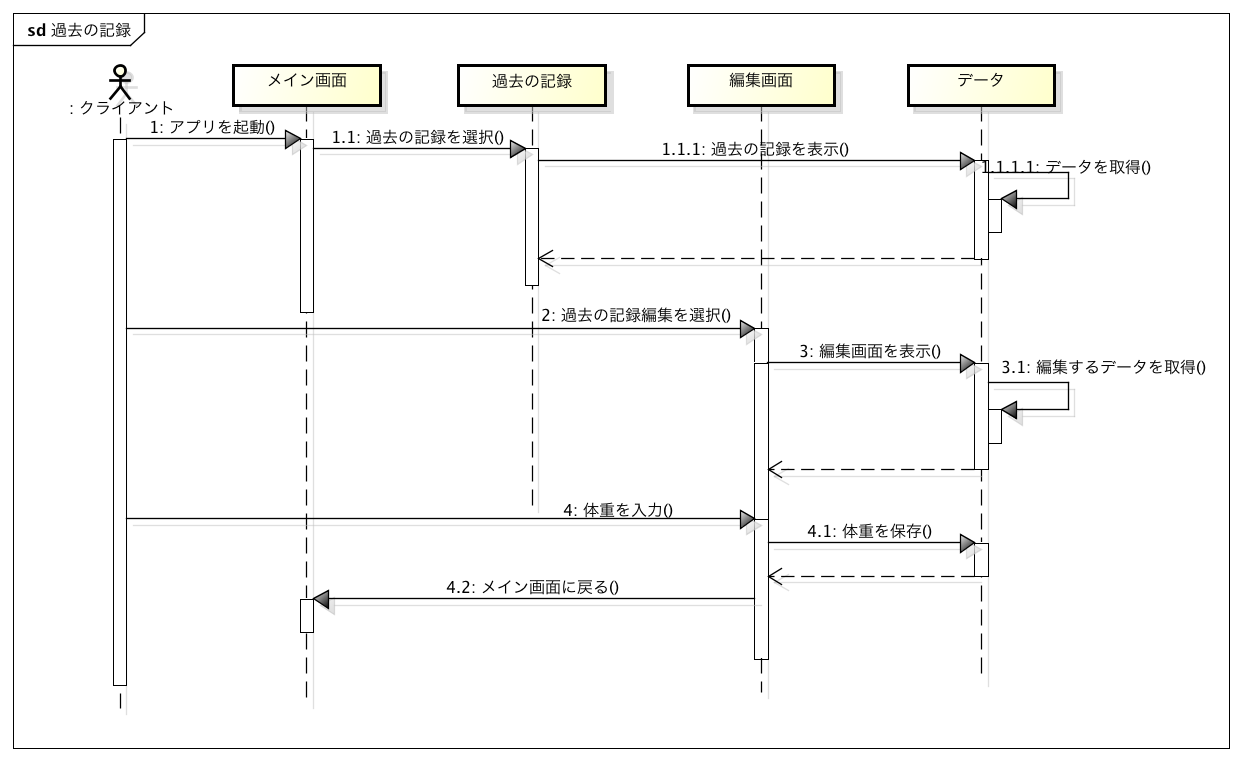 sd 過去の記録
メイン画面
過去の記録
編集画面
データ
: クライアント
1: アプリを起動()
1.1: 過去の記録を選択()
1.1.1: 過去の記録を表示()
1.1.1.1: データを取得()
2: 過去の記録編集を選択()
3: 編集画面を表示()
3.1: 編集するデータを取得()
4: 体重を入力()
4.1: 体重を保存()
4.2: メイン画面に戻る()